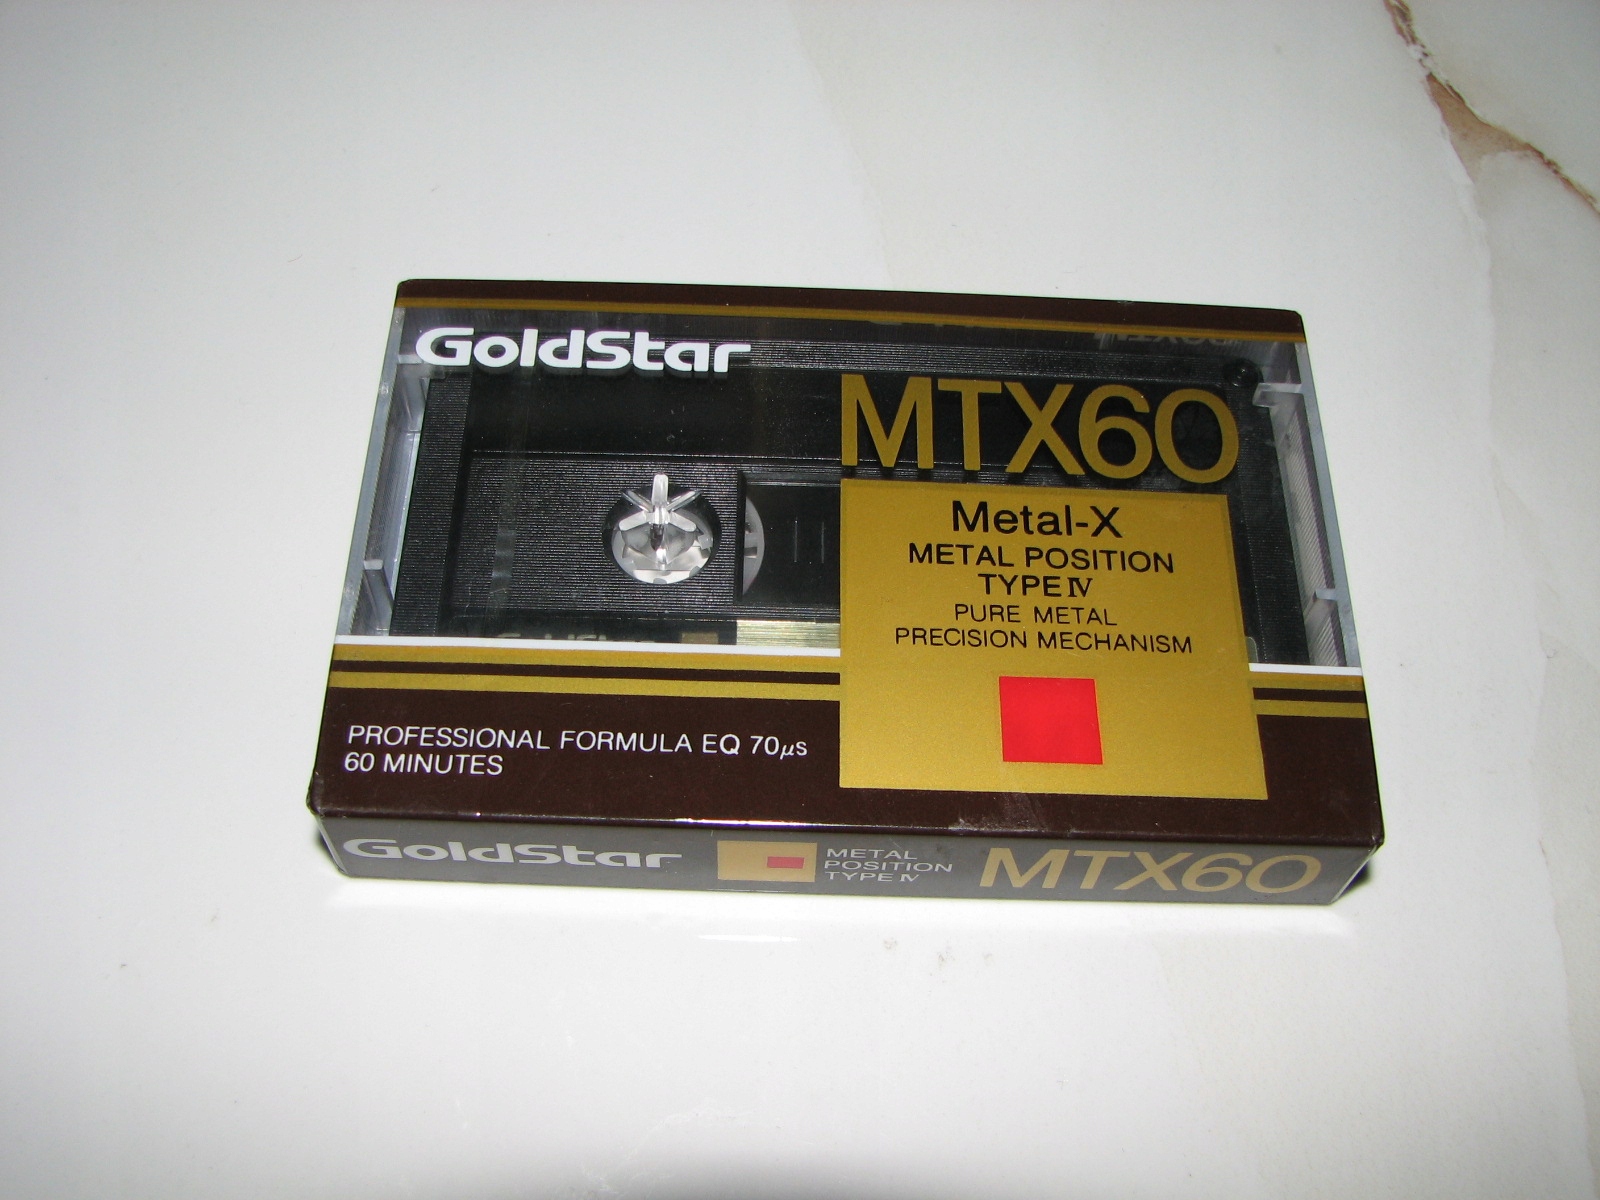 GoldStar
MTX60
Metal-X
METAL POSITION
TYPE IV
PURE METAL
PRECISION MECHANISM
PROFESSIONAL FORMULA EQ 70μs
60 MINUTES
GoldStar
METAL
POSITION
TYPE IV
MTX60